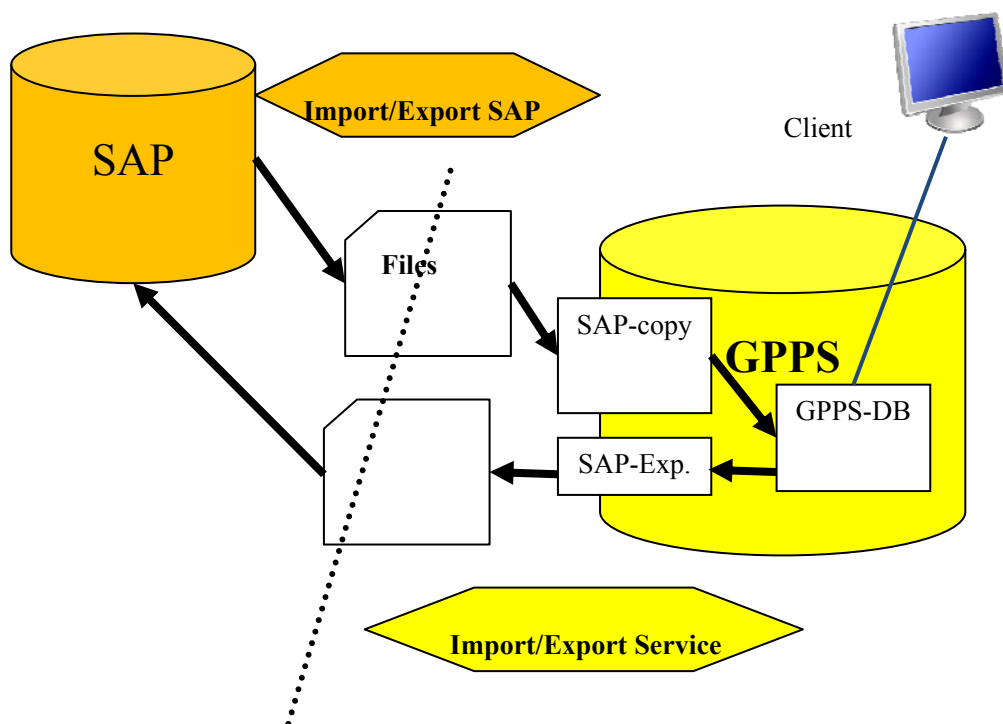 Import/Export SAP
Client
SAP
Files
SAP-copy
GPPS
GPPS-DB
SAP-Exp.
Import/Export Service